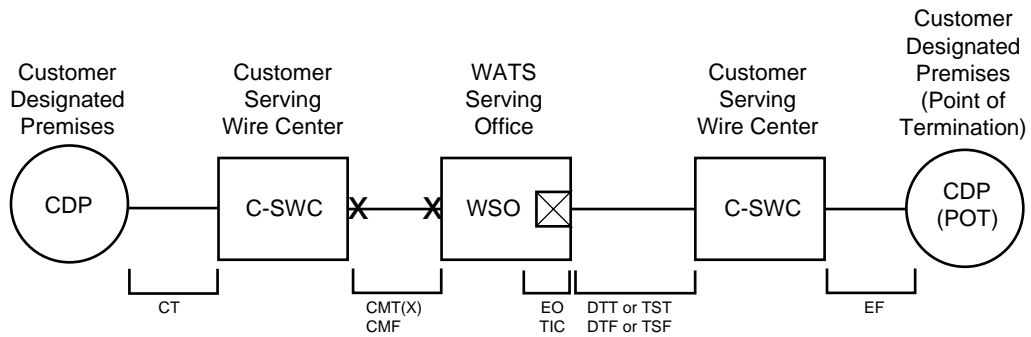 Customer
Designated
Premises
Customer
Serving
Wire Center
WATS
Serving
Office
Customer
Serving
Wire Center
Customer
Designated
Premises
(Point of
Termination)
CDP
C-SWC
X
X
WSO
C-SWC
CDP
(POT)
CT
CMT(X)
CMF
EO
TIC
DTT or TST
DTF or TSF
EF